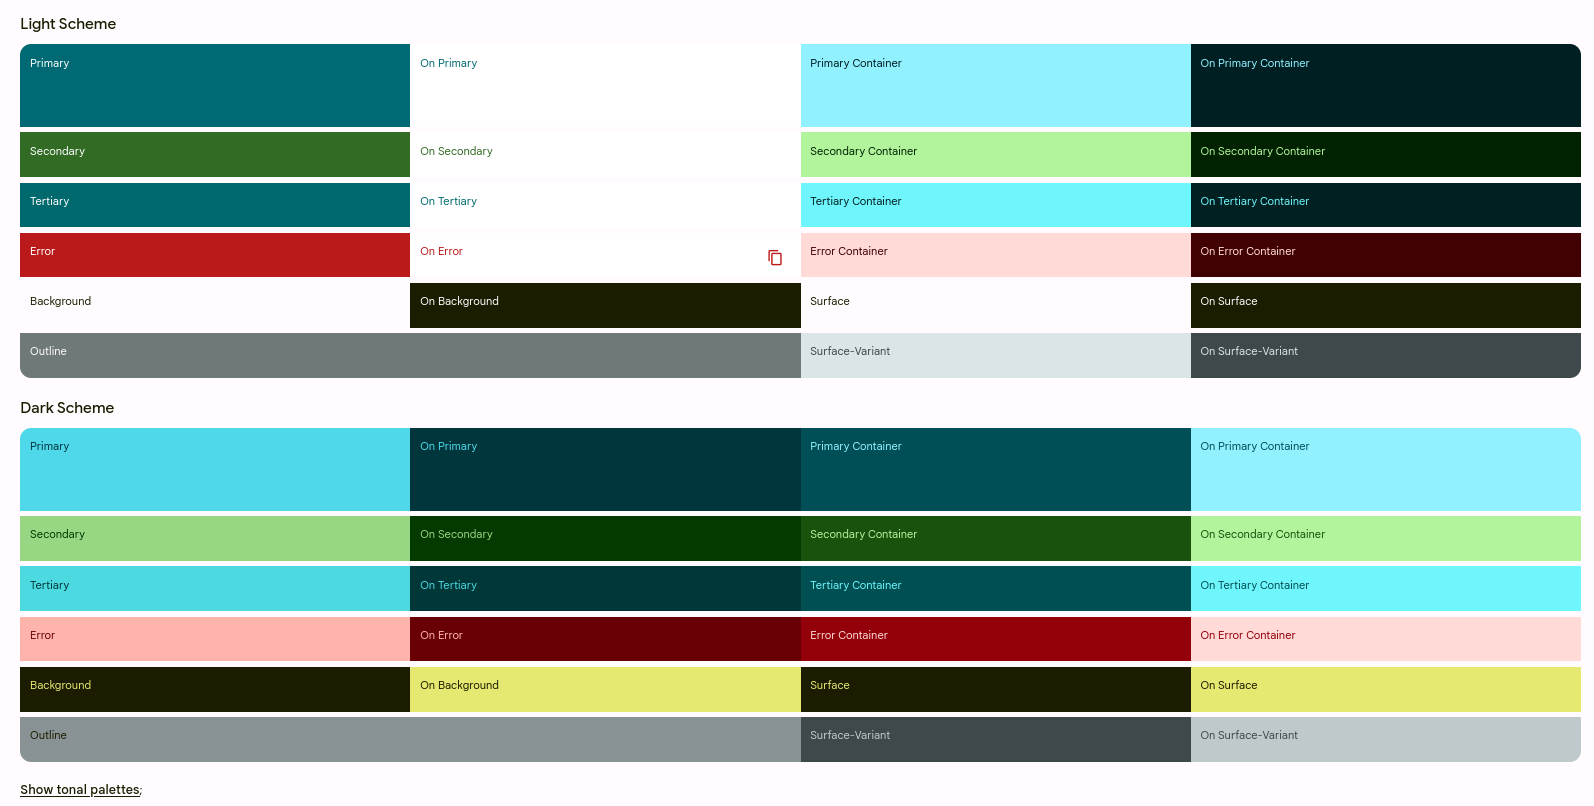 Light Scheme
Primary On Primary Primary Container On Primary Container
Secondary On Secondary Secondary Container On Secondary Container
Tertiary On Tertiary Tertiary Container On Tertiary Container
Error On Error Error Container On Error Container
Background On Background Surface On Surface
Outline Surface-Variant On Surface-Variant
Dark Scheme
Primary On Primary Primary Container On Primary Container
Secondary On Secondary Secondary Container On Secondary Container
Tertiary On Tertiary Tertiary Container On Tertiary Container
Error On Error Error Container On Error Container
Background On Background Surface On Surface
Outline Surface-Variant On Surface-Variant
Show tonal palettes;